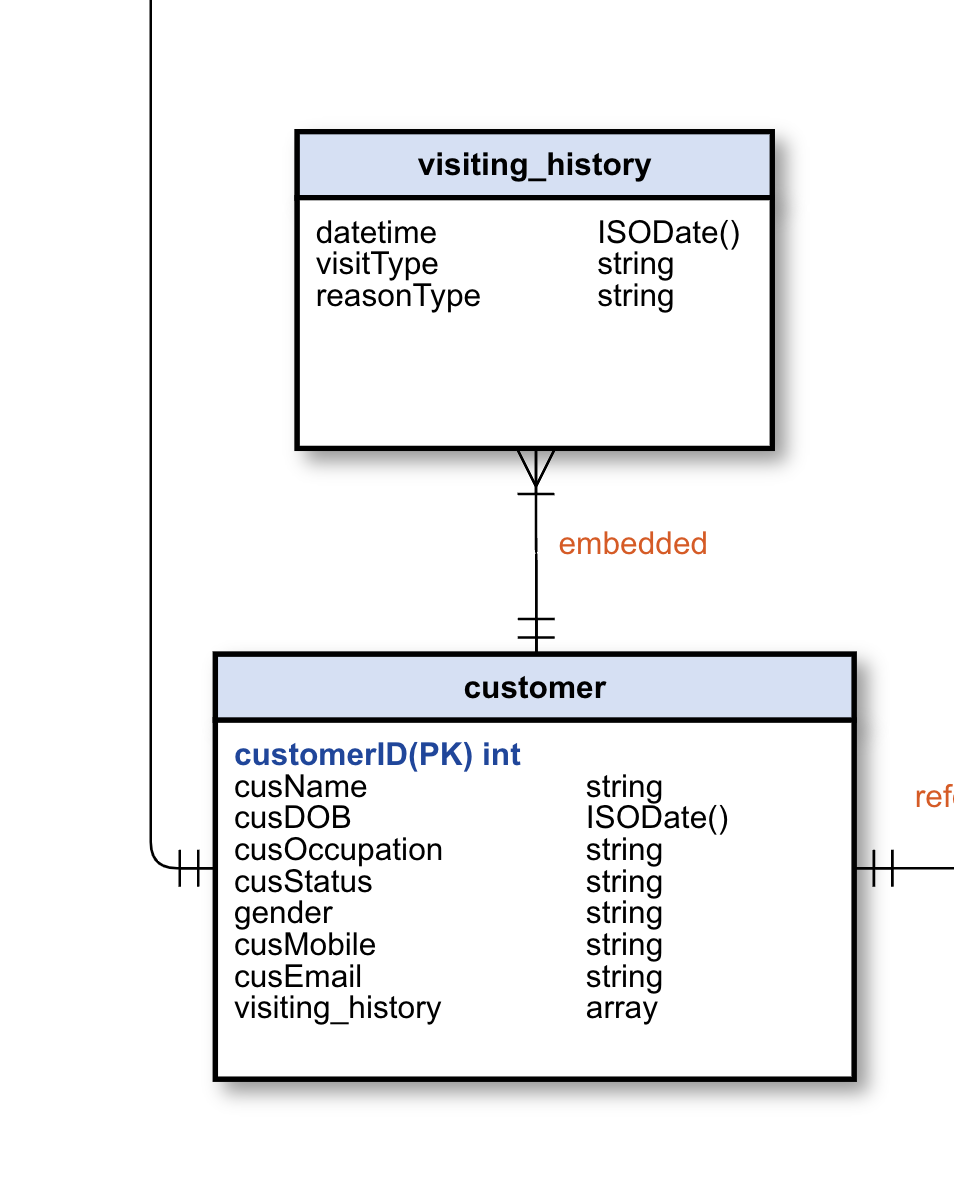 visiting_history
datetime ISODate()
visitType string
reasonType string
embedded
customer
customerID(PK) int
cusName string
cusDOB ISODate()
cusOccupation string
cusStatus string
gender string
cusMobile string
cusEmail string
visiting_history array